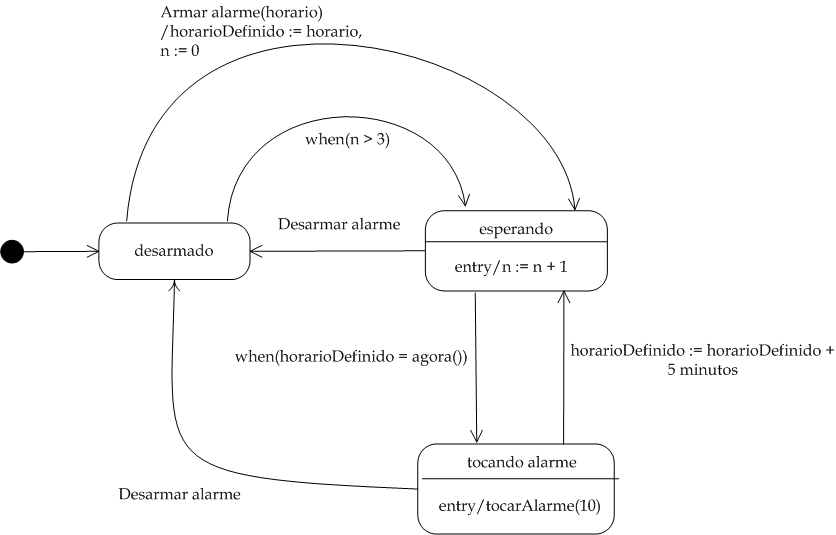 Armar alarme(horario)
/horarioDefinido := horario,
n := 0
when(n > 3)
Desarmar alarme
desarmado
esperando
entry/n := n + 1
when(horarioDefinido = agora())
horarioDefinido := horarioDefinido +
5 minutos
tocando alarme
entry/tocarAlarme(10)
Desarmar alarme